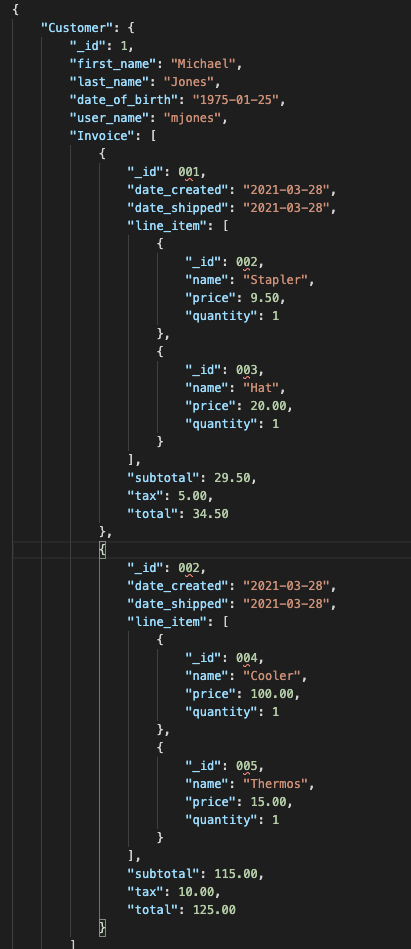 {
    "Customer": {
        "_id": 1,
        "first_name": "Michael",
        "last_name": "Jones",
        "date_of_birth": "1975-01-25",
        "user_name": "mjones",
        "Invoice": [
            {
                "_id": 001,
                "date_created": "2021-03-28",
                "date_shipped": "2021-03-28",
                "line_item": [
                    {
                        "_id": 002,
                        "name": "Stapler",
                        "price": 9.50,
                        "quantity": 1
                    },
                    {
                        "_id": 003,
                        "name": "Hat",
                        "price": 20.00,
                        "quantity": 1
                    }
                ],
                "subtotal": 29.50,
                "tax": 5.00,
                "total": 34.50
            },
            {
                "_id": 002,
                "date_created": "2021-03-28",
                "date_shipped": "2021-03-28",
                "line_item": [
                    {
                        "_id": 004,
                        "name": "Cooler",
                        "price": 100.00,
                        "quantity": 1
                    },
                    {
                        "_id": 005,
                        "name": "Thermos",
                        "price": 15.00,
                        "quantity": 1
                    }
                ],
                "subtotal": 115.00,
                "tax": 10.00,
                "total": 125.00
            }
        ]